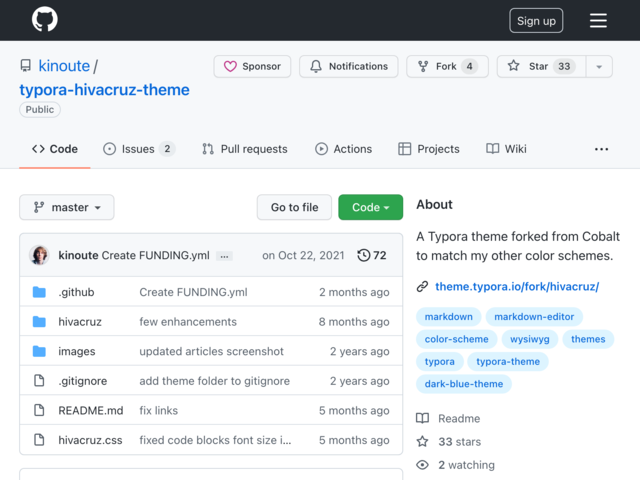 Sign up
kinoute /
typora-hivacruz-theme
Public
Sponsor
Notifications
Fork 4
Star 33
Code
Issues 2
Pull requests
Actions
Projects
Wiki
...
master
Go to file
Code
kinoute Create FUNDING.yml ... on Oct 22, 2021 72
.github Create FUNDING.yml 2 months ago
hivacruz few enhancements 8 months ago
images updated articles screenshot 2 years ago
.gitignore add theme folder to gitignore 2 years ago
README.md fix links 5 months ago
hivacruz.css fixed code blocks font size i... 5 months ago
About
A Typora theme forked from Cobalt
to match my other color schemes.
theme.typora.io/fork/hivacruz/
markdown markdown-editor
color-scheme wysiwyg themes
typora typora-theme
dark-blue-theme
Readme
33 stars
2 watching